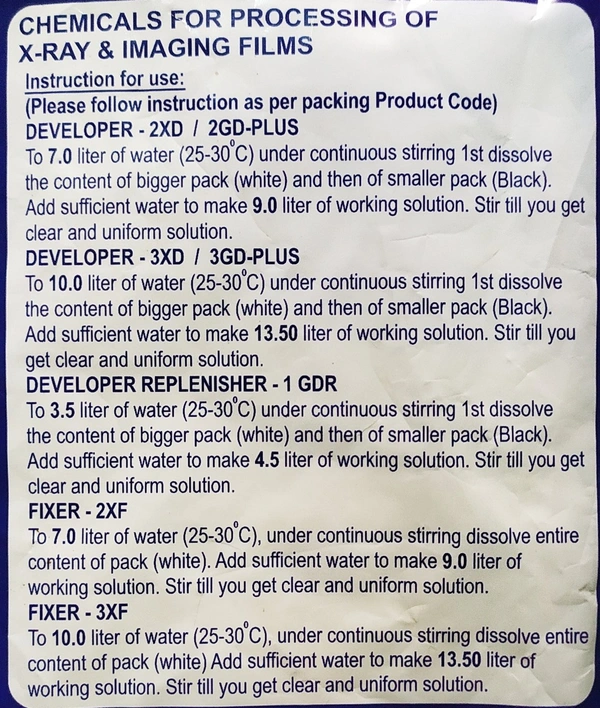 CHEMICALS FOR PROCESSING OF
X-RAY & IMAGING FILMS
Instruction for use:
(Please follow instruction as per packing Product Code)
DEVELOPER - 2XD / 2GD-PLUS
To 7.0 liter of water (25-30°C) under continuous stirring 1st dissolve
the content of bigger pack (white) and then of smaller pack (Black).
Add sufficient water to make 9.0 liter of working solution. Stir till you get
clear and uniform solution.
DEVELOPER - 3XD / 3GD-PLUS
To 10.0 liter of water (25-30°C) under continuous stirring 1st dissolve
the content of bigger pack (white) and then of smaller pack (Black).
Add sufficient water to make 13.50 liter of working solution. Stir till you
get clear and uniform solution.
DEVELOPER REPLENISHER - 1 GDR
To 3.5 liter of water (25-30°C) under continuous stirring 1st dissolve
the content of bigger pack (white) and then of smaller pack (Black).
Add sufficient water to make 4.5 liter of working solution. Stir till you get
clear and uniform solution.
FIXER - 2XF
To 7.0 liter of water (25-30°C), under continuous stirring dissolve entire
content of pack (white). Add sufficient water to make 9.0 liter of
working solution. Stir till you get clear and uniform solution.
FIXER - 3XF
To 10.0 liter of water (25-30°C), under continuous stirring dissolve entire
content of pack (white) Add sufficient water to make 13.50 liter of
working solution. Stir till you get clear and uniform solution.